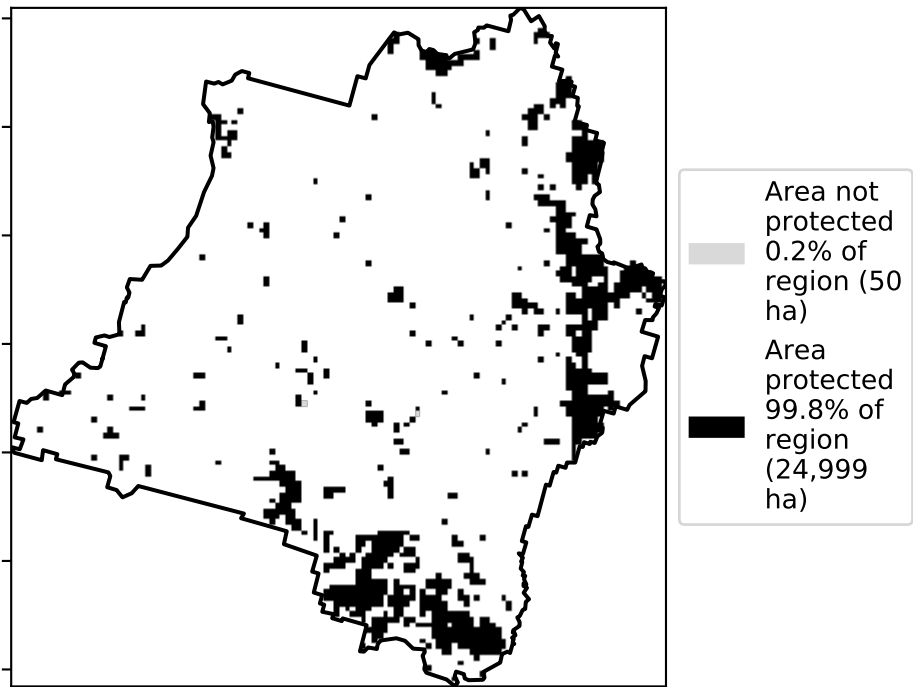 Area not
protected
0.2% of
region (50
ha)
Area
protected
99.8% of
region
(24,999
ha)